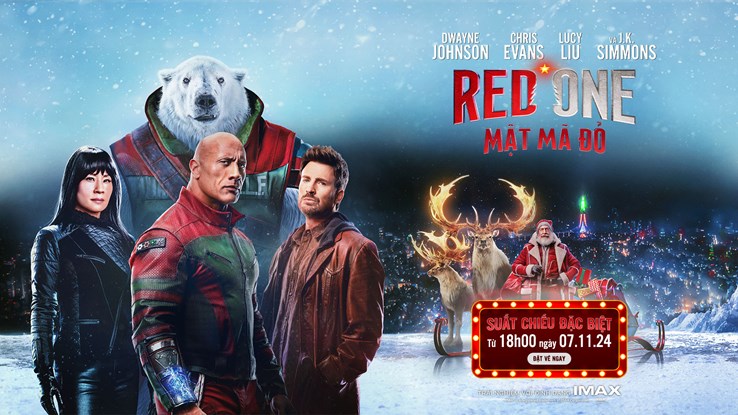 DWAYNE JOHNSON
CHRIS EVANS
LUCY LIU
VÀ J.K. SIMMONS
RED ONE
MẬT MÃ ĐỎ
SUẤT CHIẾU ĐẶC BIỆT
Từ 18h00 ngày 07.11.24
ĐẶT VÉ NGAY
IMAX